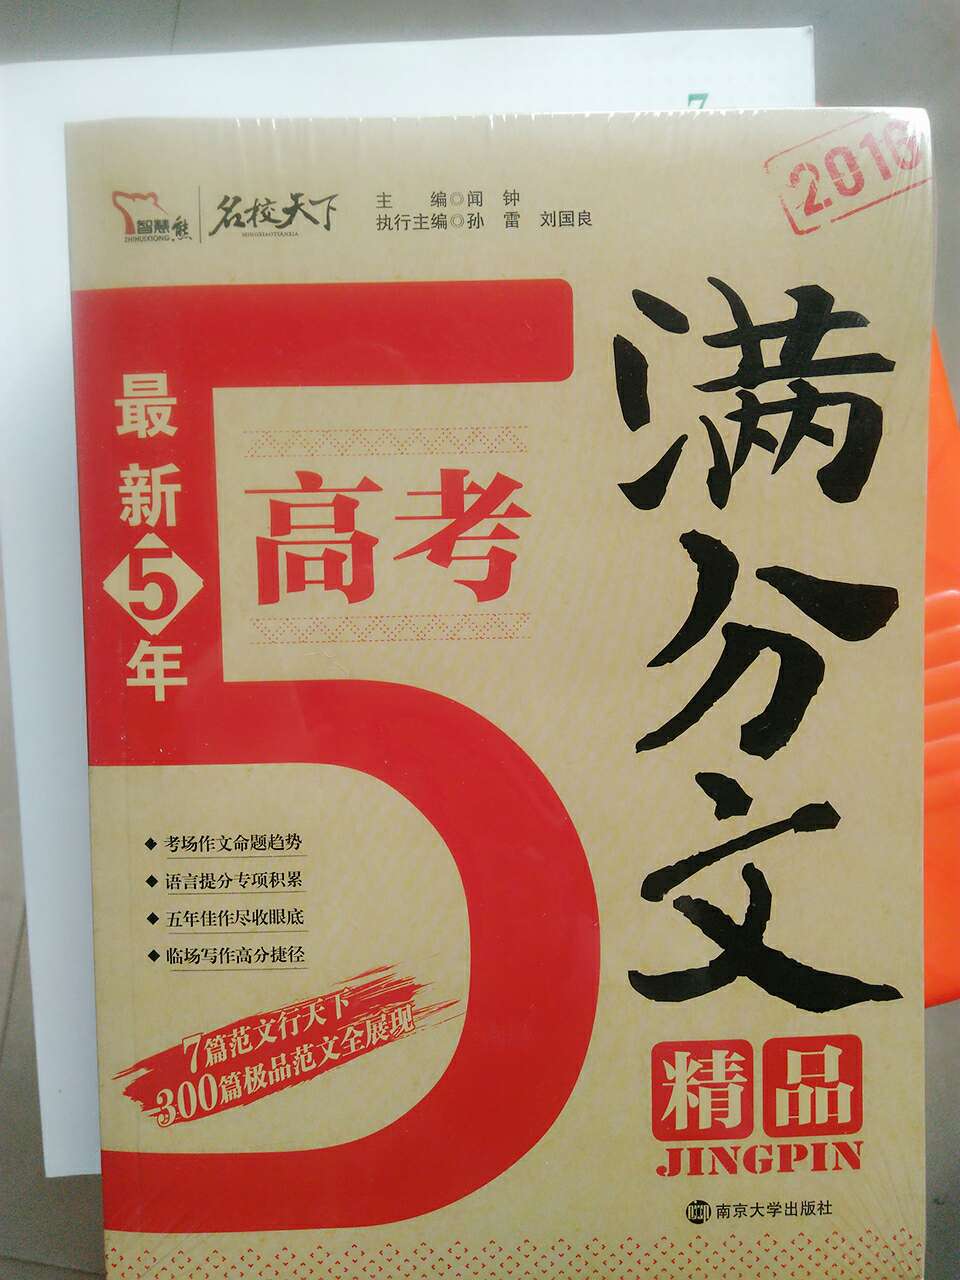 7
2016
智慧熊
ZHIHUIXIONG
名校天下
MINGXIAOTIANXIA
主 编◎闻 钟
执行主编◎孙 雷 刘国良
最新5年
高考
满分文
精品
JINGPIN
◆ 考场作文命题趋势
◆ 语言提分专项积累
◆ 五年佳作尽收眼底
◆ 临场写作高分捷径
7篇范文行天下
300篇极品范文全展现
南京大学出版社